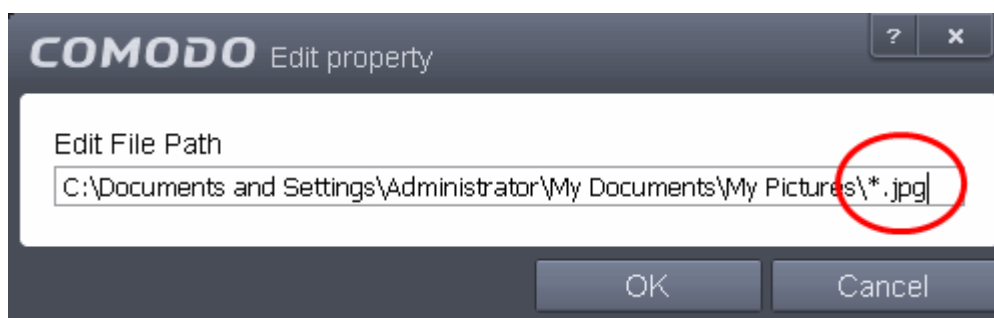 COMODO Edit property
? x
Edit File Path
C:\Documents and Settings\Administrator\My Documents\My Pictures\*.jpg
OK Cancel